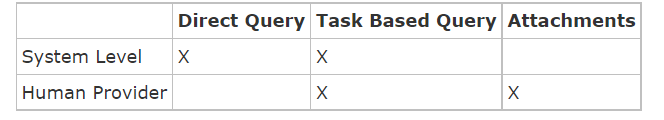 Direct Query Task Based Query Attachments
System Level X X
Human Provider X X